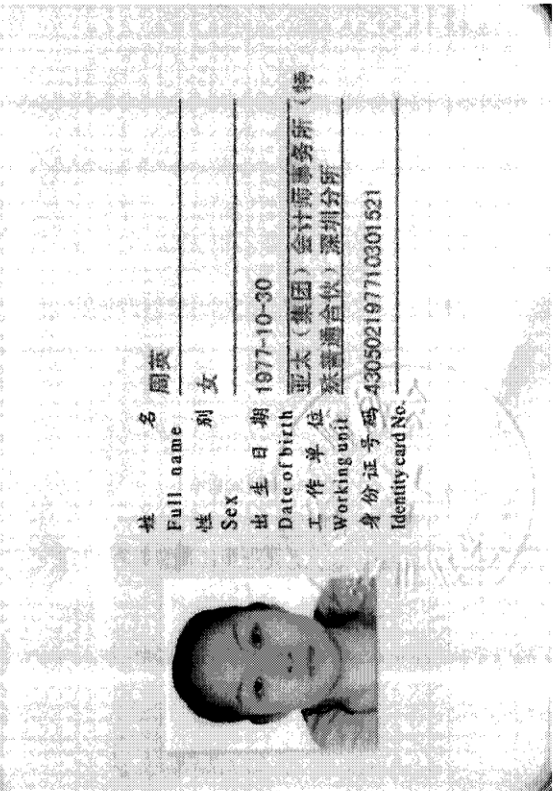 姓 名 周英
Full name
性 别 女
Sex
出 生 日 期 1977-10-30
Date of birth
工 作 单 位 亚太（集团）会计师事务所（特
Working unit 殊普通合伙）深圳分所
身份证号码 430502197710301521
Identity card No.